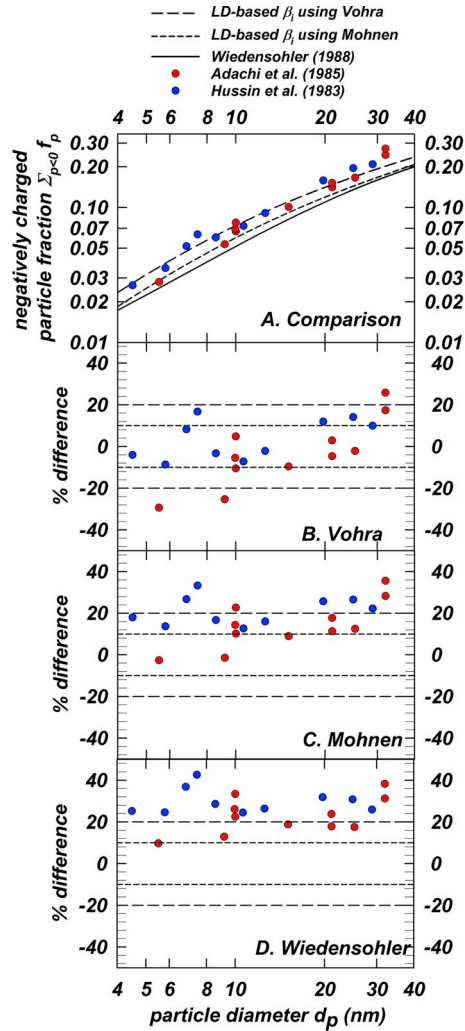 LD-based βi using Vohra
LD-based βi using Mohnen
Wiedensohler (1988)
Adachi et al. (1985)
Hussin et al. (1983)
4 6 8 10 20 30 40
negatively charged
particle fraction Σp<0 fp
0.30 0.30
0.20 0.20
0.10 0.10
0.07 0.07
0.05 0.05
0.03 0.03
0.02 0.02
0.01 0.01
A. Comparison
% difference
40 40
20 20
0 0
-20 -20
-40 -40
B. Vohra
% difference
40 40
20 20
0 0
-20 -20
-40 -40
C. Mohnen
% difference
40 40
20 20
0 0
-20 -20
-40 -40
D. Wiedensohler
4 6 8 10 20 30 40
particle diameter dp (nm)